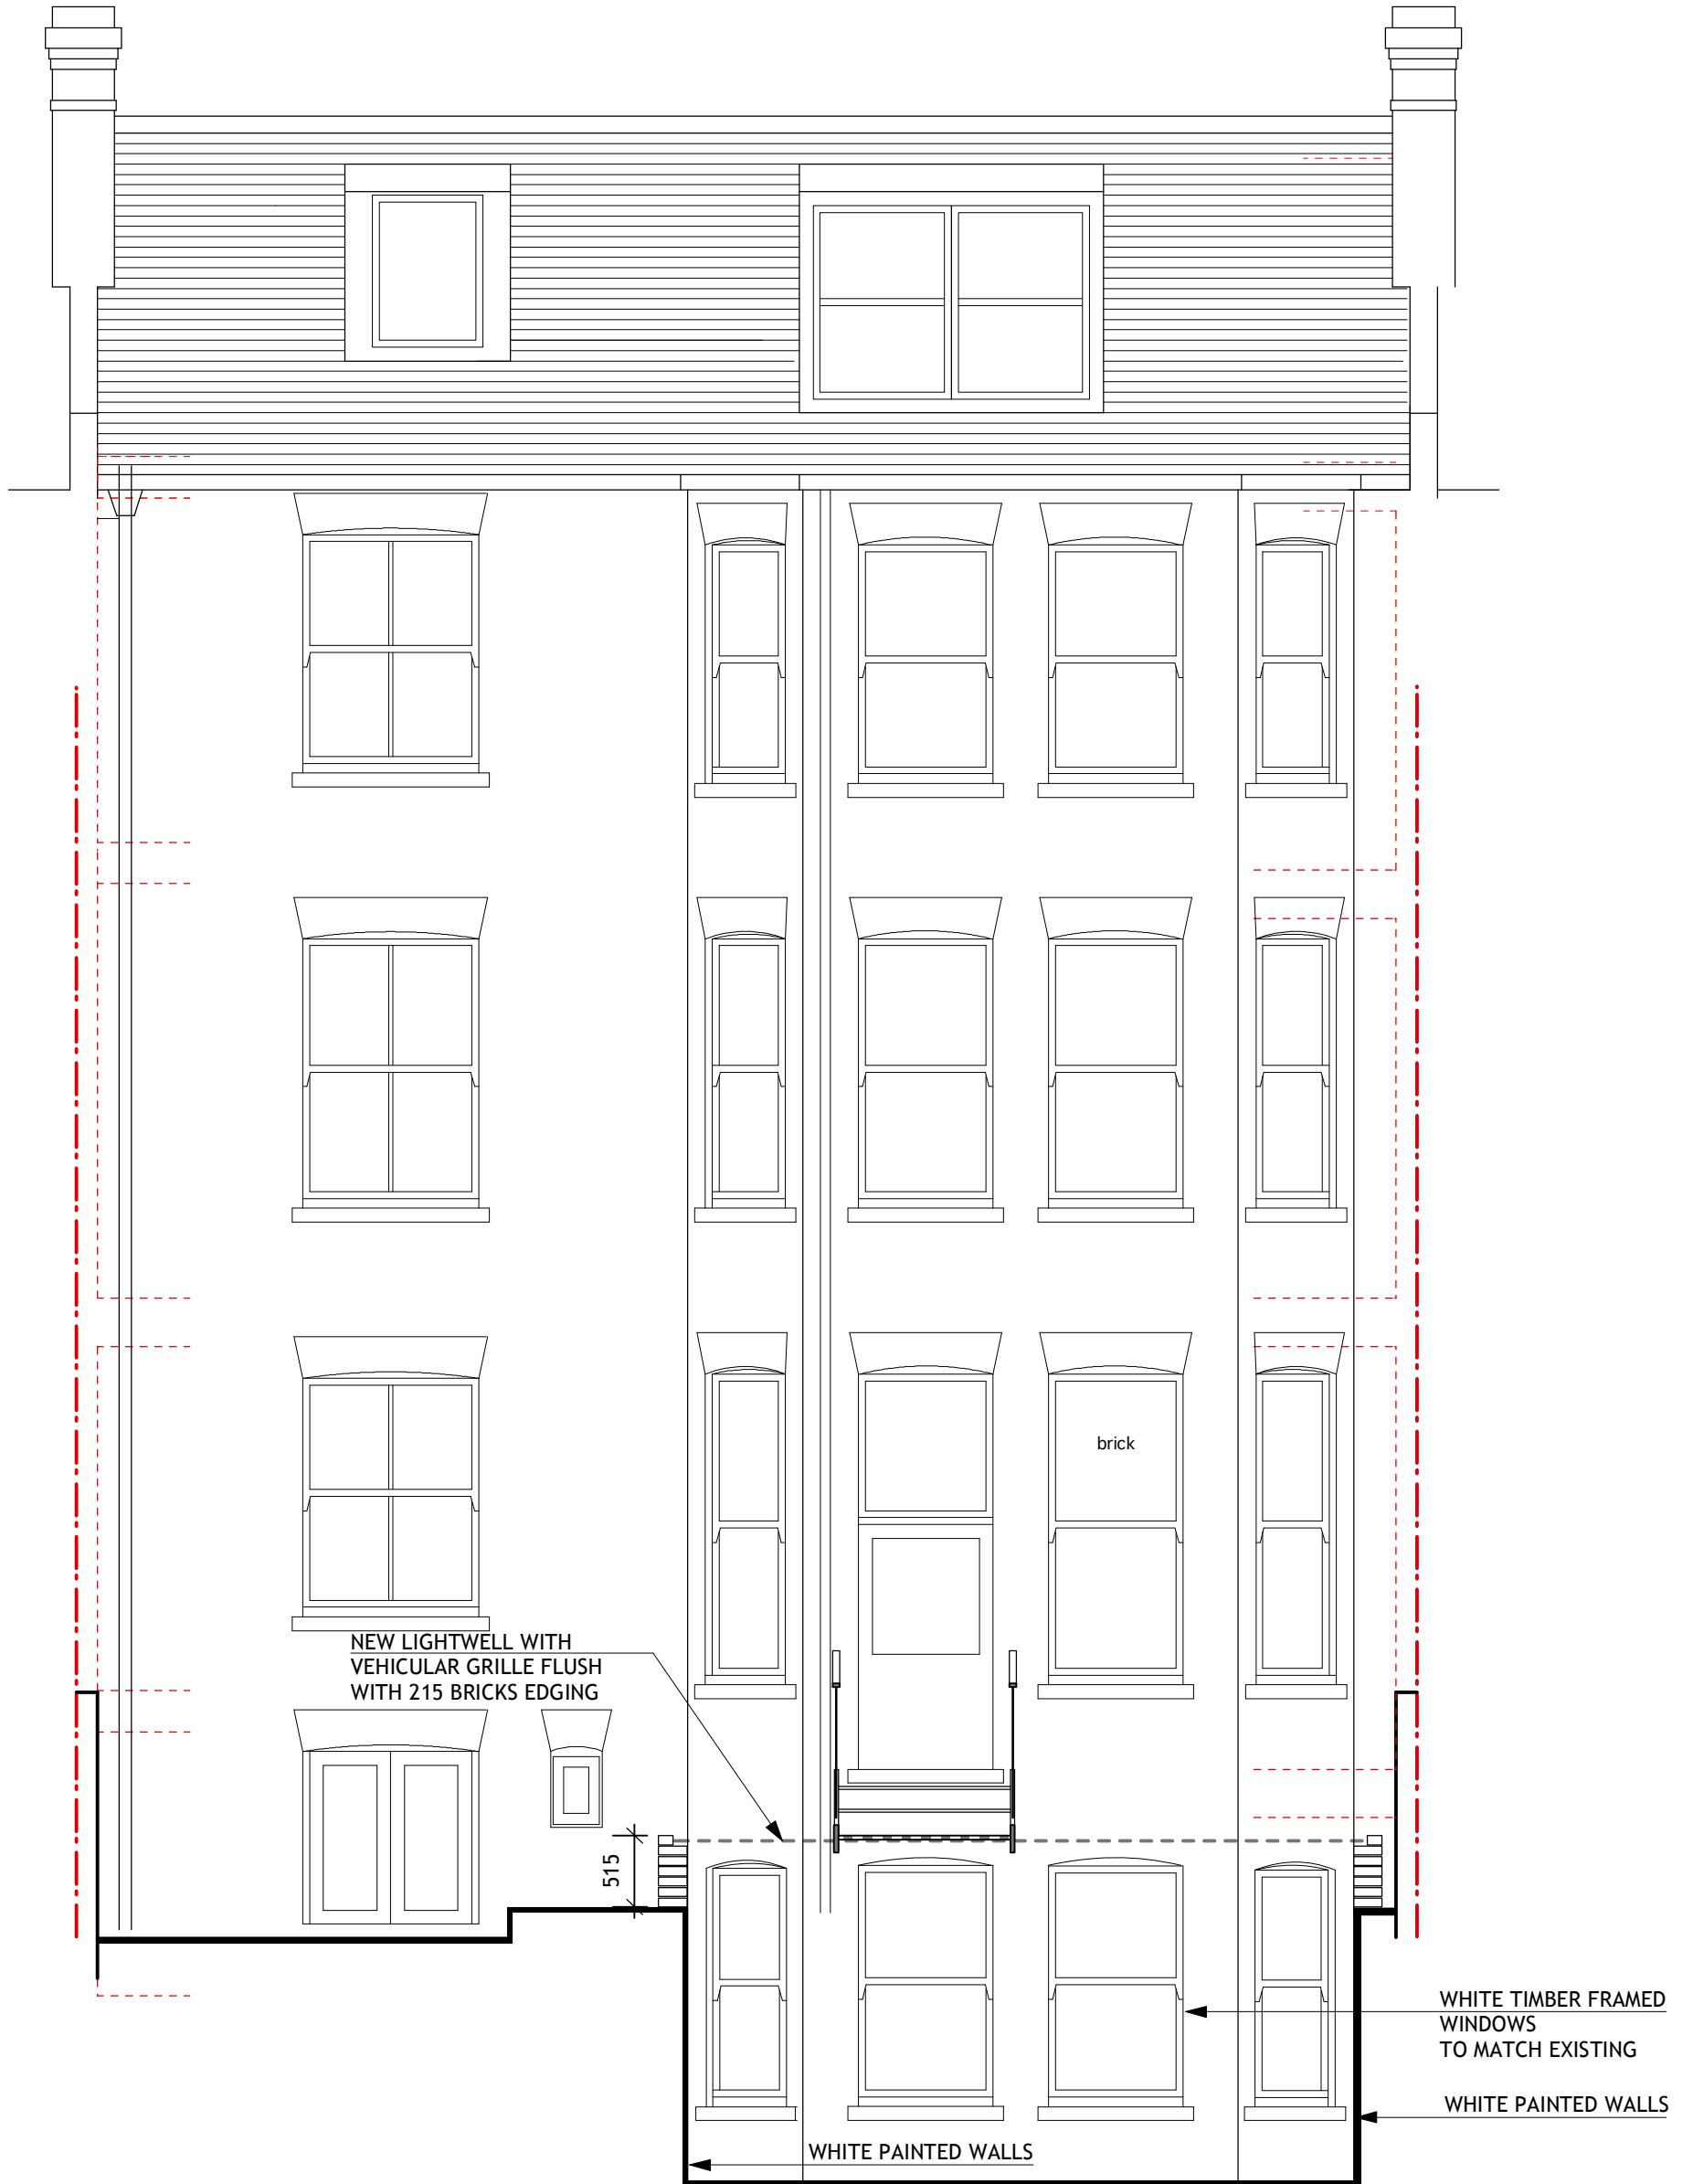 brick
NEW LIGHTWELL WITH
VEHICULAR GRILLE FLUSH
WITH 215 BRICKS EDGING
515
WHITE TIMBER FRAMED
WINDOWS
TO MATCH EXISTING
WHITE PAINTED WALLS
WHITE PAINTED WALLS